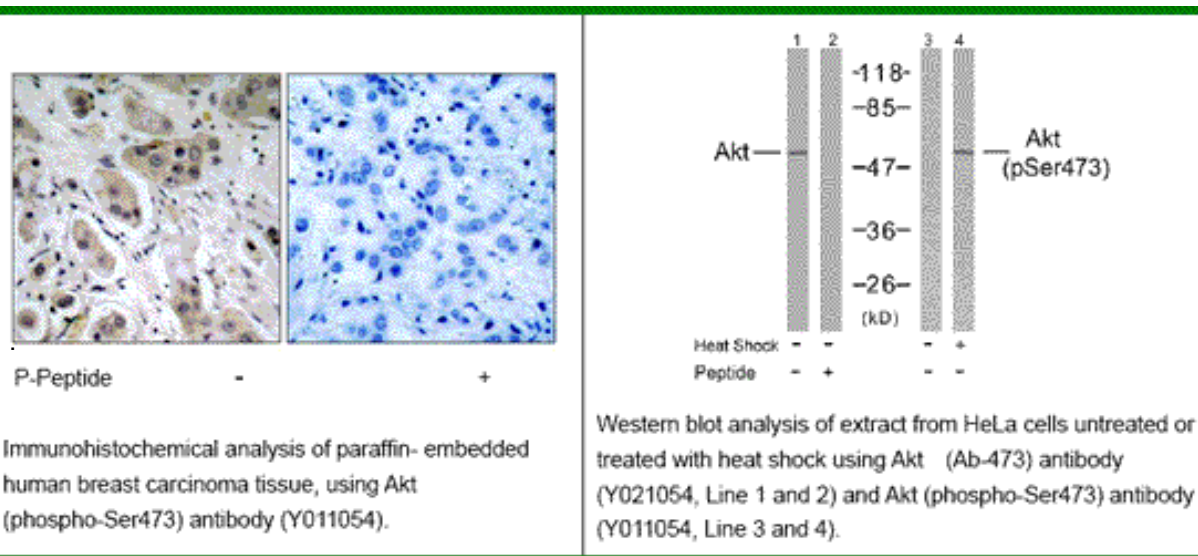 P-Peptide - +
Immunohistochemical analysis of paraffin- embedded
human breast carcinoma tissue, using Akt
(phospho-Ser473) antibody (Y011054).
1 2 3 4
-118-
-85-
Akt
Akt
(pSer473)
-47-
-36-
-26-
(kD)
Heat Shock - - - +
Peptide - + - -
Western blot analysis of extract from HeLa cells untreated or
treated with heat shock using Akt (Ab-473) antibody
(Y021054, Line 1 and 2) and Akt (phospho-Ser473) antibody
(Y011054, Line 3 and 4).